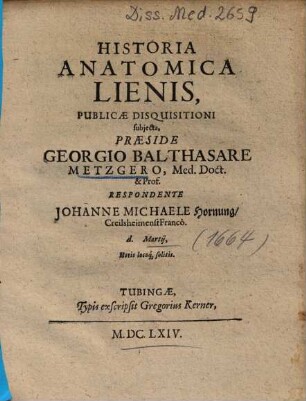 Diss. Med. 2659
HISTORIA
ANATOMICA
LIENIS,
PUBLICÆ DISQUISITIONI
subjecta,
PRÆSIDE
GEORGIO BALTHASARE
METZGERO, Med. Doct.
& Prof.
RESPONDENTE
JOHANNE MICHAELE Hornung/
Creilsheimenſi Francō.
d. Martij,
Horis locoq́; solitis.
(1664)
TUBINGÆ,
Typis exſcripſit Gregorius Kerner,
M.DC. LXIV.